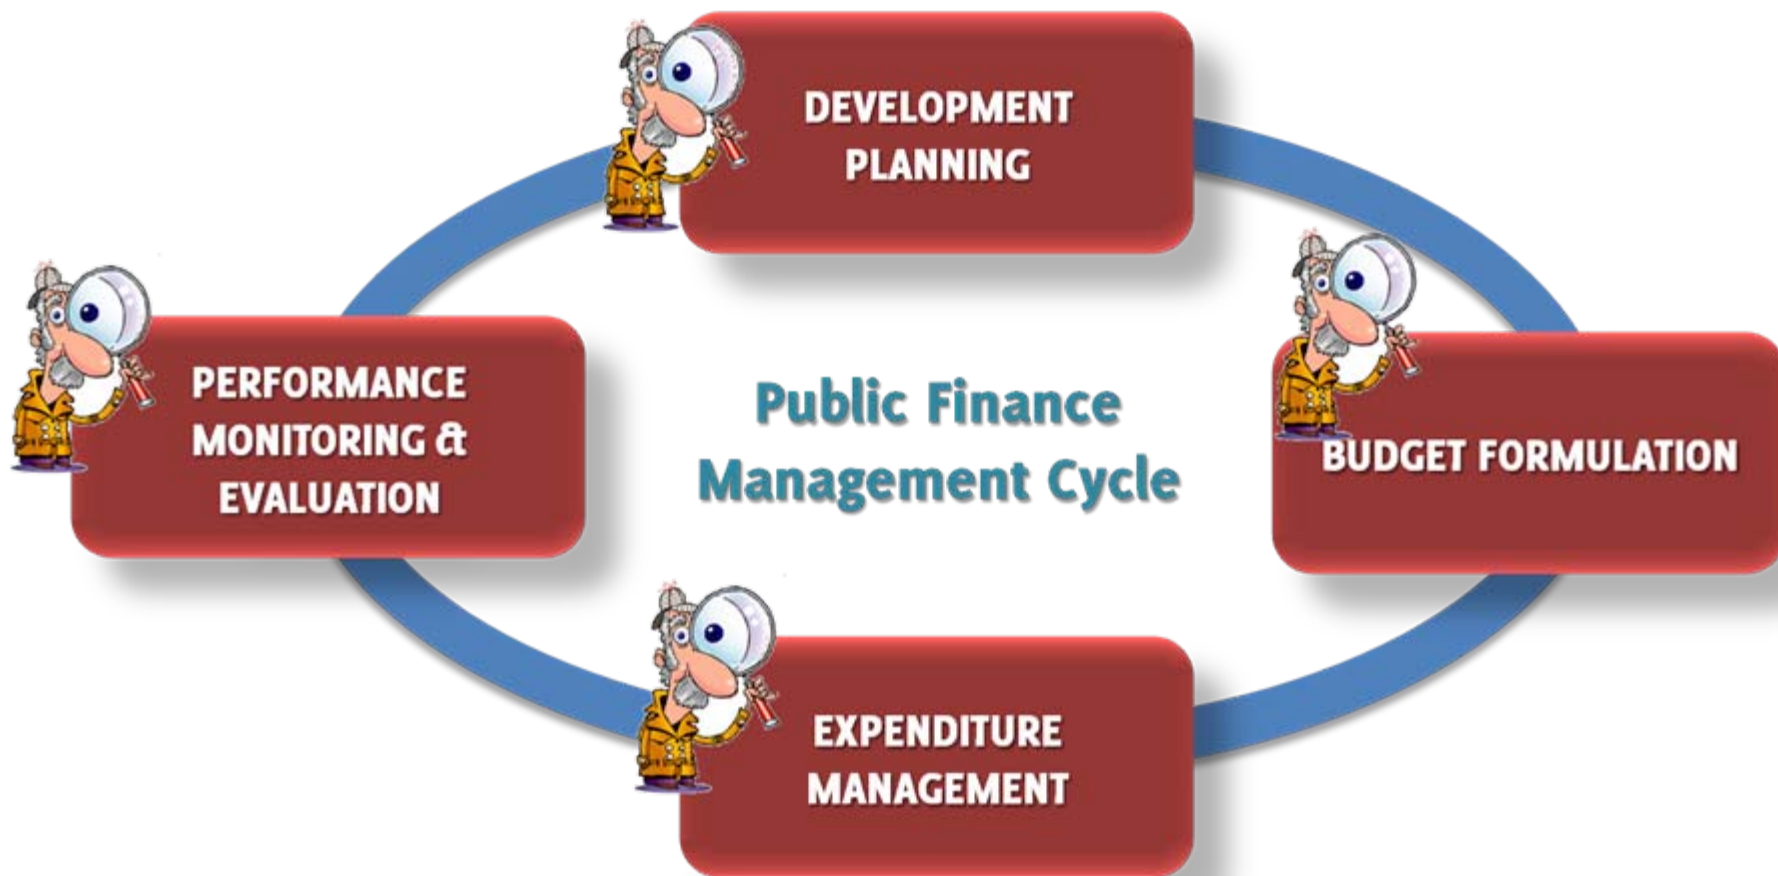 DEVELOPMENT
PLANNING
PERFORMANCE
MONITORING &
EVALUATION
Public Finance
Management Cycle
BUDGET FORMULATION
EXPENDITURE
MANAGEMENT